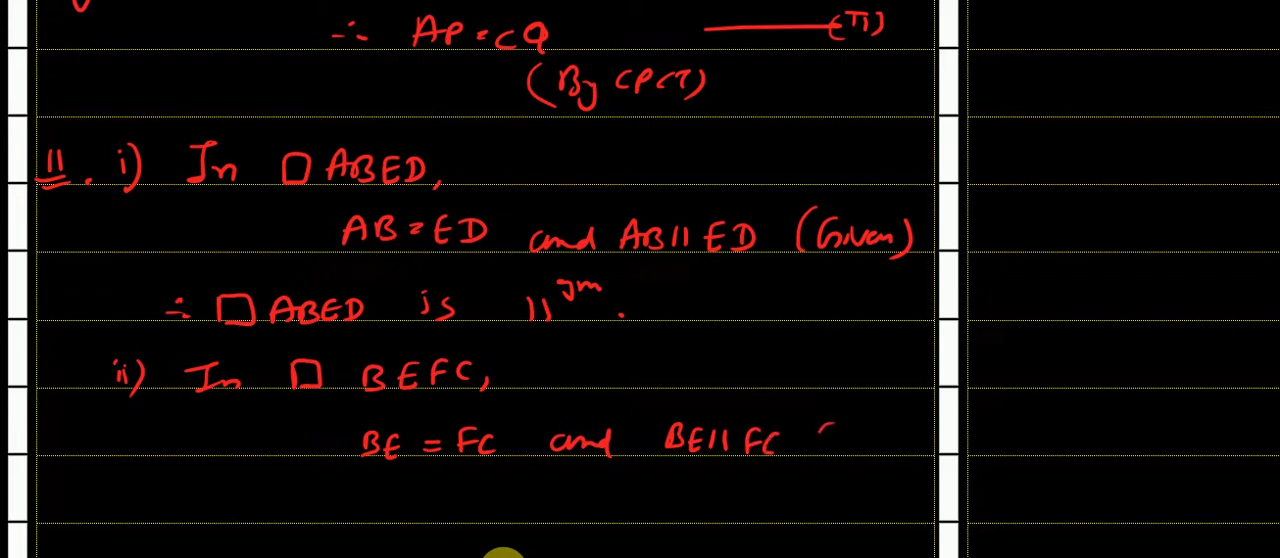 ∴ AP = CQ ———(Ti)
(By CPCT)
11. i) In □ ABED,
AB = ED and AB || ED (Given)
∴ □ ABED is ||gm.
ii) In □ BEFC,
BE = FC and BE || FC (